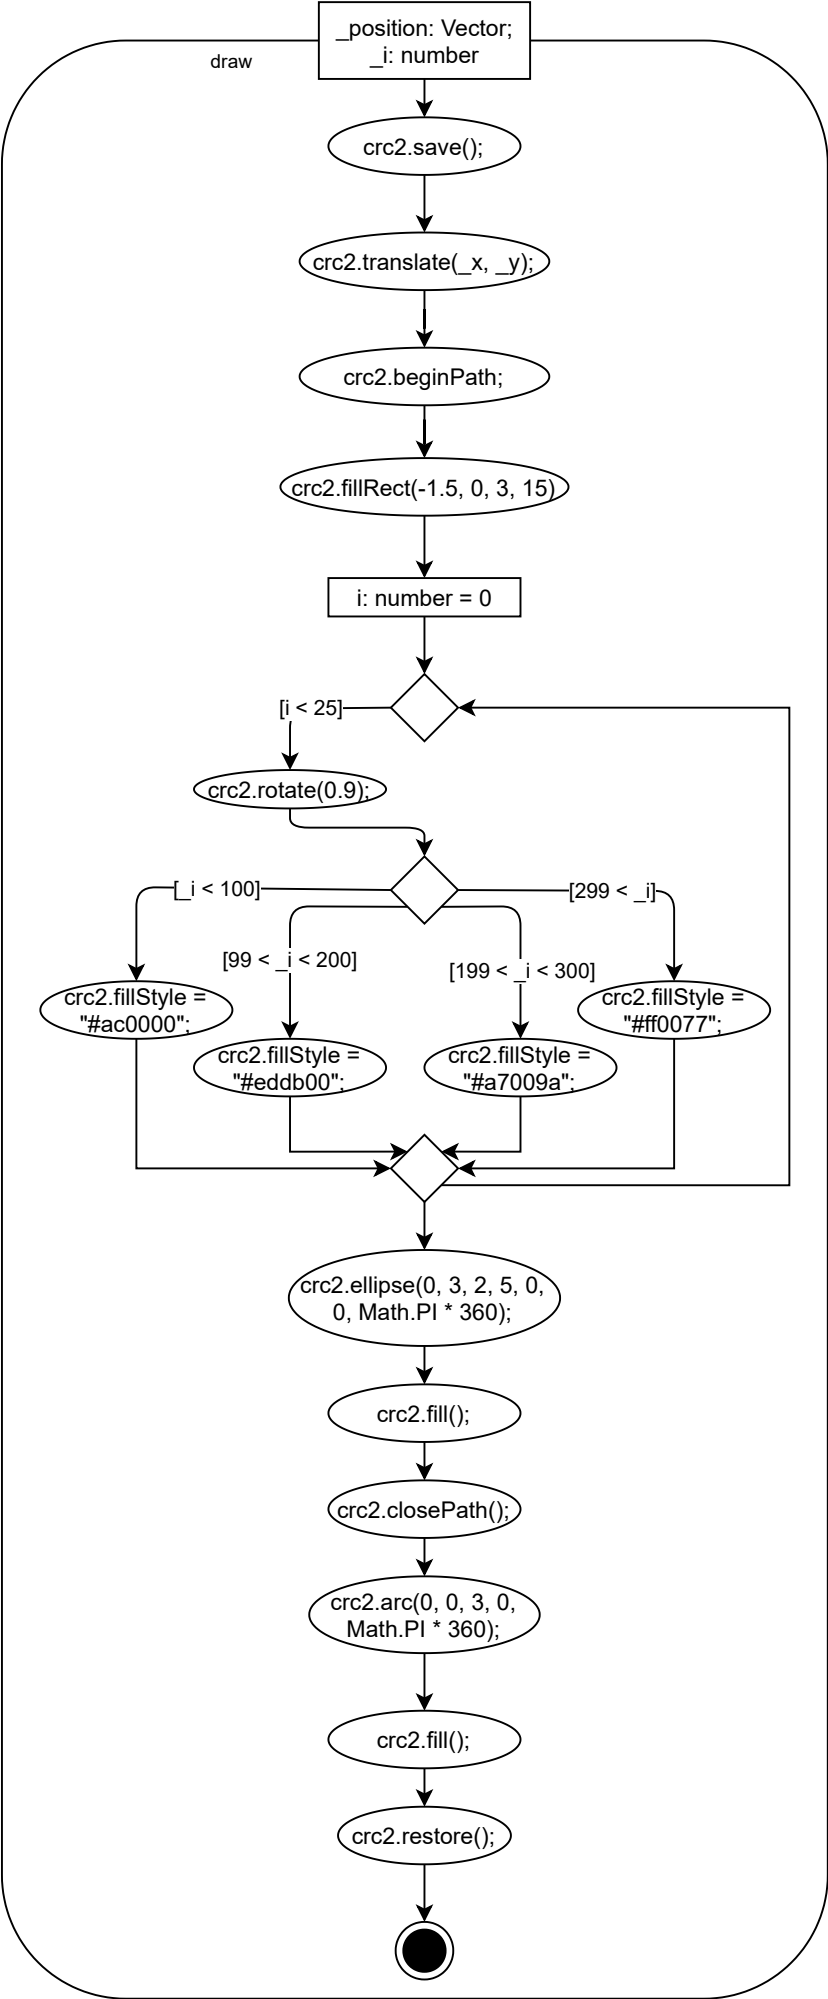 _position: Vector;
_i: number
draw
crc2.save();
crc2.translate(_x, _y);
crc2.beginPath;
crc2.fillRect(-1.5, 0, 3, 15)
i: number = 0
[i < 25]
crc2.rotate(0.9);
[_i < 100]
[299 < _i]
[99 < _i < 200]
[199 < _i < 300]
crc2.fillStyle =
"#ac0000";
crc2.fillStyle =
"#ff0077";
crc2.fillStyle =
"#eddb00";
crc2.fillStyle =
"#a7009a";
crc2.ellipse(0, 3, 2, 5, 0,
0, Math.PI * 360);
crc2.fill();
crc2.closePath();
crc2.arc(0, 0, 3, 0,
Math.PI * 360);
crc2.fill();
crc2.restore();